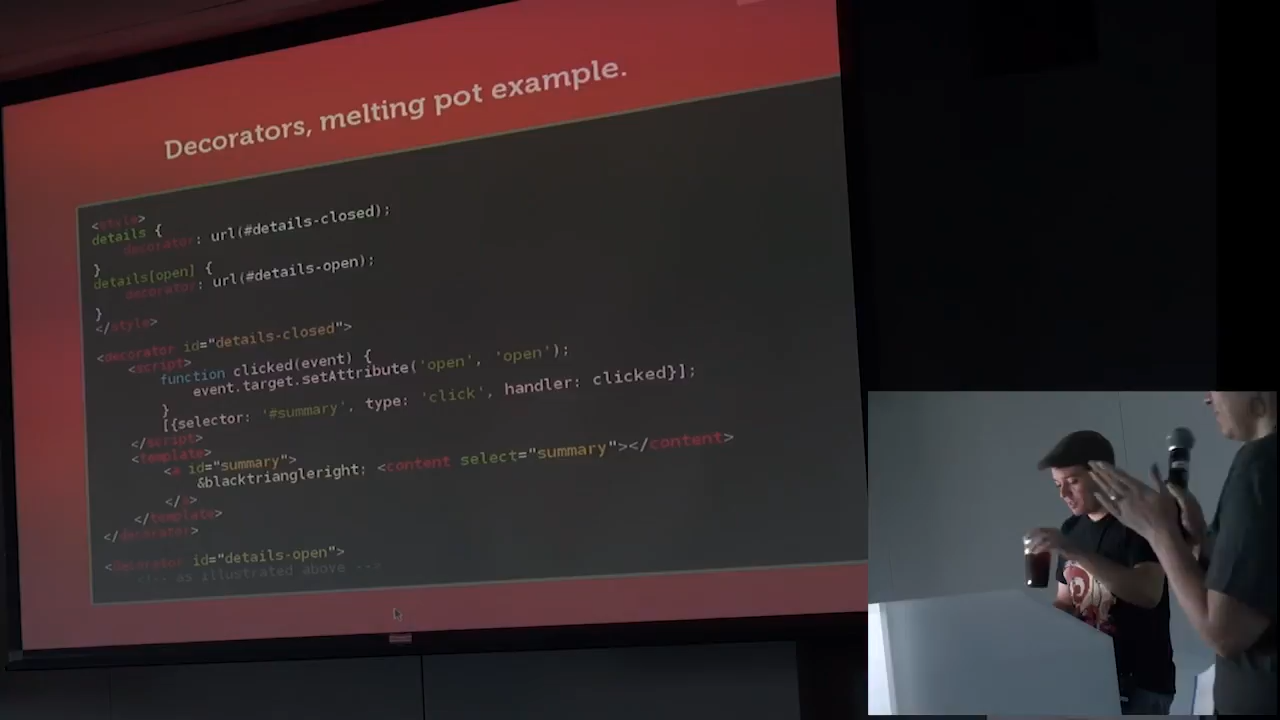 Decorators, melting pot example.
<style>
details {
decorator: url(#details-closed);
}
details[open] {
decorator: url(#details-open);
}
</style>
<decorator id="details-closed">
<script>
function clicked(event) {
event.target.setAttribute('open', 'open');
}
[{selector: '#summary', type: 'click', handler: clicked}];
</script>
<template>
<a id="summary">
&blacktriangleright: <content select="summary"></content>
</a>
</template>
</decorator>
<decorator id="details-open">
<!-- as illustrated above -->